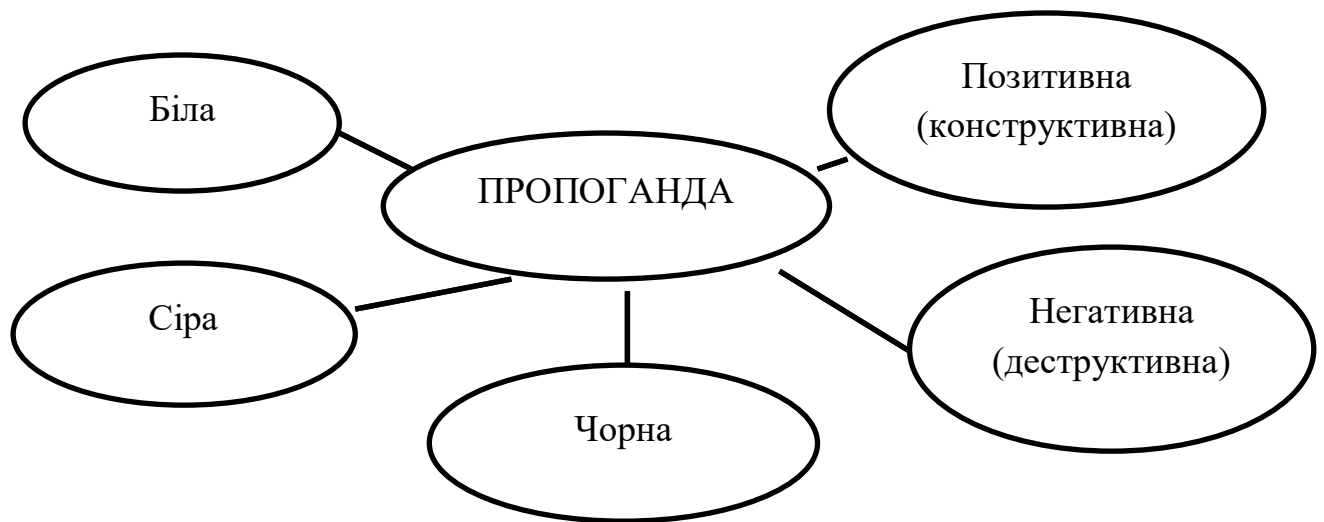 Біла
Позитивна
(конструктивна)
ПРОПОГАНДА
Сіра
Негативна
(деструктивна)
Чорна